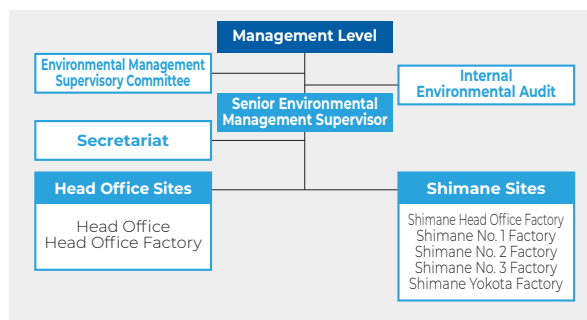 Management Level
Environmental Management
Supervisory Committee
Internal
Environmental Audit
Senior Environmental
Management Supervisor
Secretariat
Head Office Sites
Head Office
Head Office Factory
Shimane Sites
Shimane Head Office Factory
Shimane No. 1 Factory
Shimane No. 2 Factory
Shimane No. 3 Factory
Shimane Yokota Factory